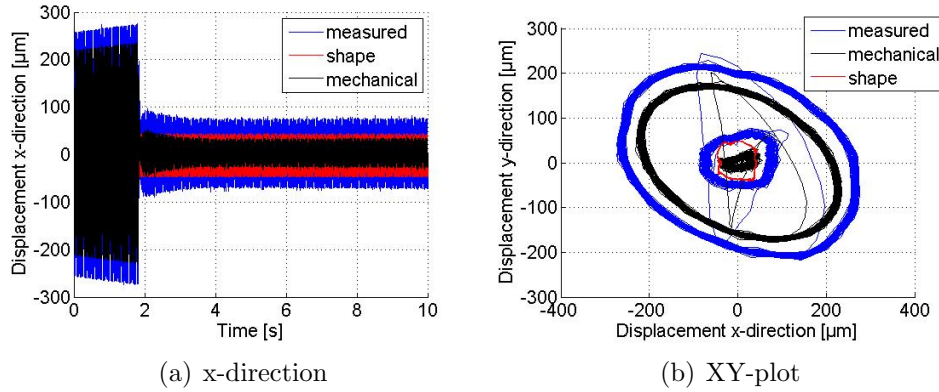 Displacement x-direction [µm]
300
200
100
0
-100
-200
-300
0
2
4
6
8
10
Time [s]
measured
shape
mechanical
(a) x-direction
Displacement y-direction [µm]
300
200
100
0
-100
-200
-300
-400
-200
0
200
400
Displacement x-direction [µm]
measured
mechanical
shape
(b) XY-plot